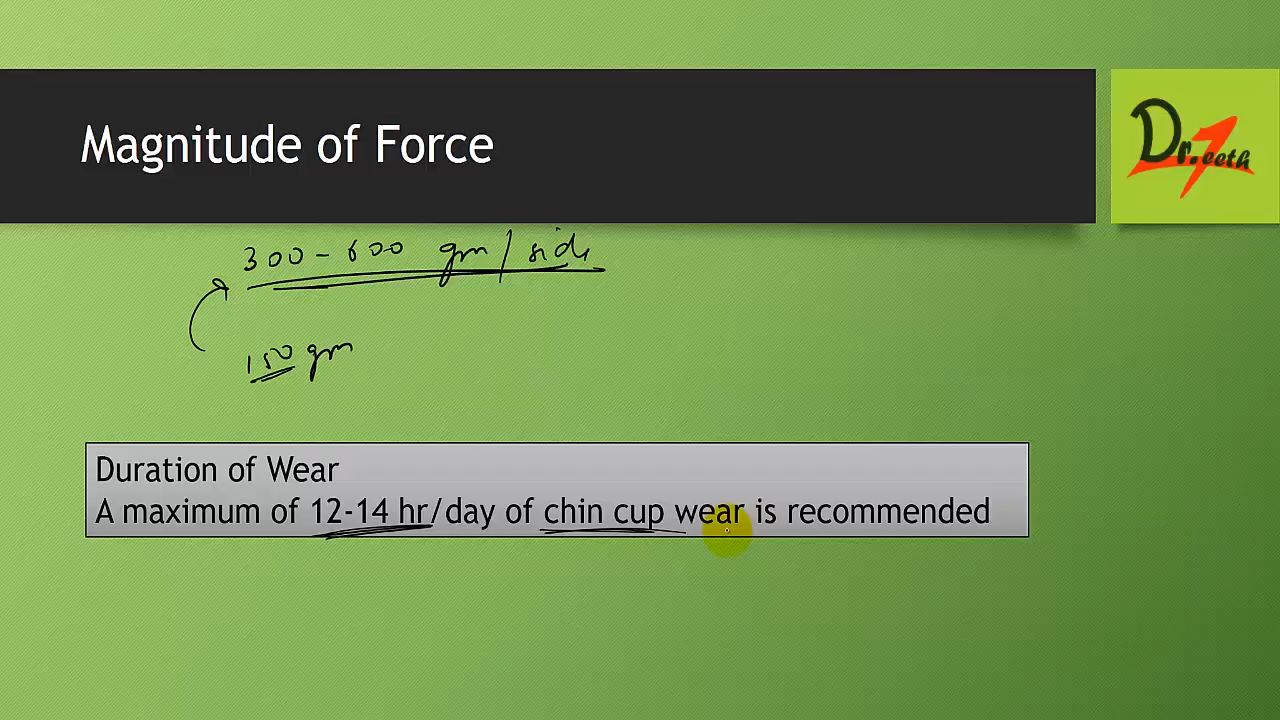 Magnitude of Force
Dr.eeth
300-600 gm/side
150 gm
Duration of Wear
A maximum of 12-14 hr/day of chin cup wear is recommended